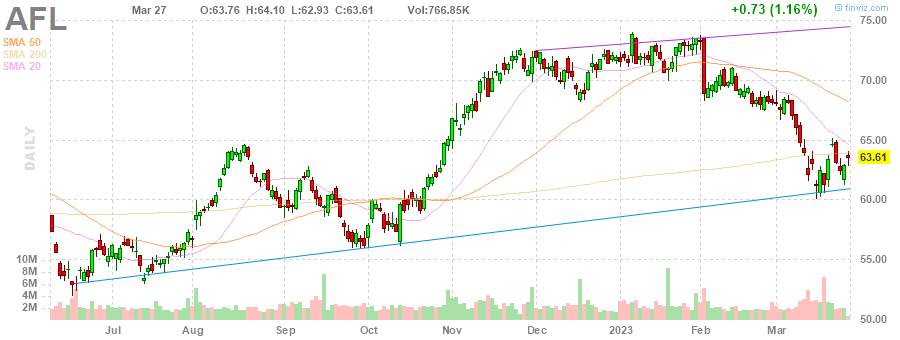 AFL Mar 27 O:63.76 H:64.10 L:62.93 C:63.61 Vol:766.85K +0.73 (1.16%) finviz.com
SMA 50
SMA 200
SMA 20
DAILY
75.00
70.00
65.00
63.61
60.00
55.00
50.00
10M
8M
6M
4M
2M
Jul Aug Sep Oct Nov Dec 2023 Feb Mar